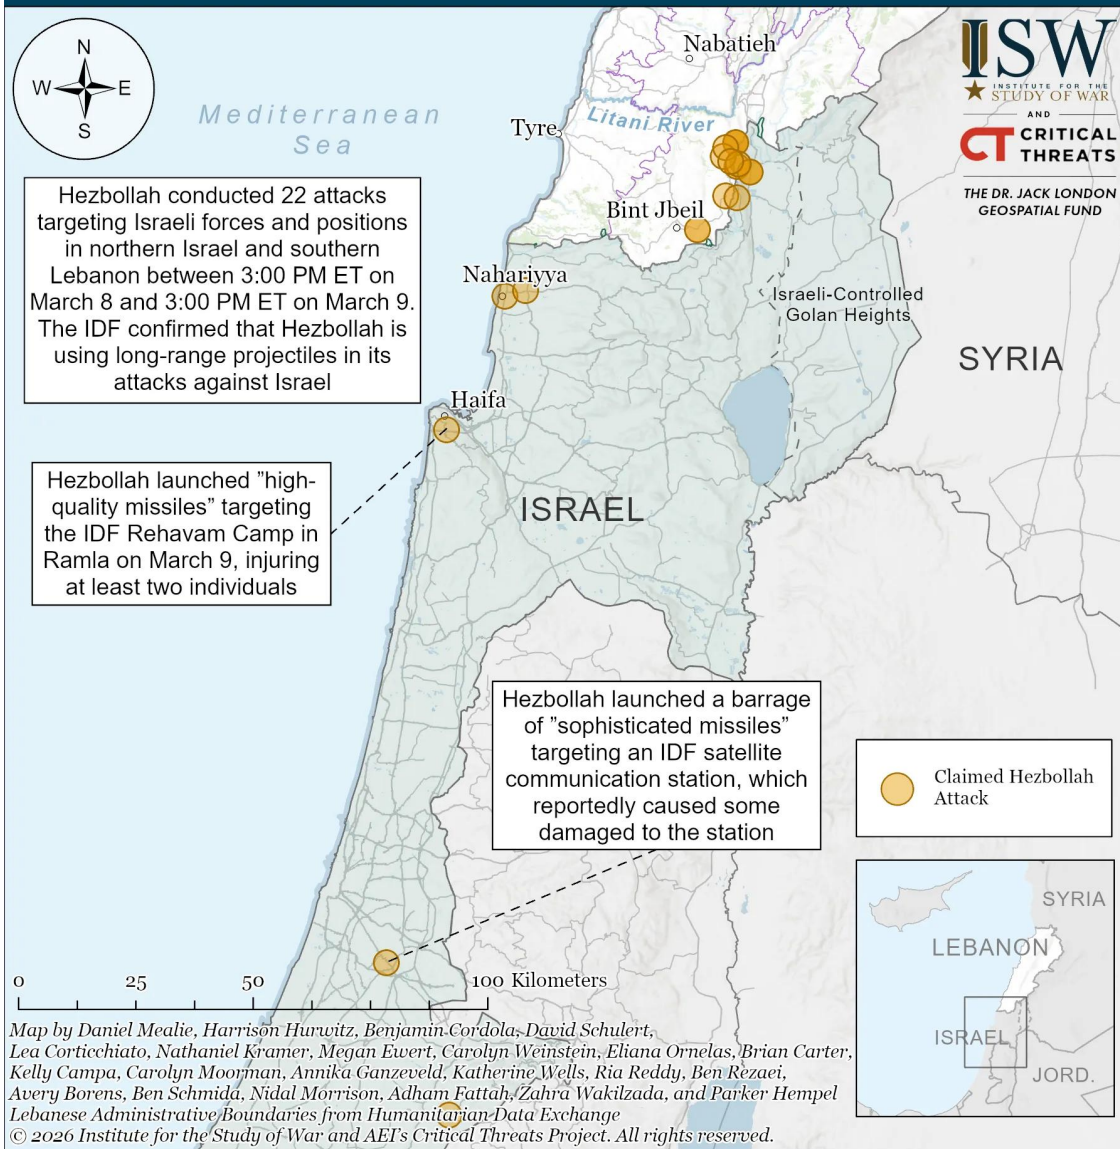 N
W
E
S
Mediterranean
Sea
Nabatieh
Litani River
Tyre
Bint Jbeil
Nahariyya
Haifa
Israeli-Controlled
Golan Heights
SYRIA
ISRAEL
ISW
INSTITUTE FOR THE
STUDY OF WAR
AND
CT CRITICAL
THREATS
THE DR. JACK LONDON
GEOSPATIAL FUND
Hezbollah conducted 22 attacks
targeting Israeli forces and positions
in northern Israel and southern
Lebanon between 3:00 PM ET on
March 8 and 3:00 PM ET on March 9.
The IDF confirmed that Hezbollah is
using long-range projectiles in its
attacks against Israel
Hezbollah launched ”high-
quality missiles” targeting
the IDF Rehavam Camp in
Ramla on March 9, injuring
at least two individuals
Hezbollah launched a barrage
of ”sophisticated missiles”
targeting an IDF satellite
communication station, which
reportedly caused some
damaged to the station
Claimed Hezbollah
Attack
SYRIA
LEBANON
ISRAEL
JORD.
0 25 50 100 Kilometers
Map by Daniel Mealie, Harrison Hurwitz, Benjamin Cordola, David Schulert,
Lea Corticchiato, Nathaniel Kramer, Megan Ewert, Carolyn Weinstein, Eliana Ornelas, Brian Carter,
Kelly Campa, Carolyn Moorman, Annika Ganzeveld, Katherine Wells, Ria Reddy, Ben Rezaei,
Avery Borens, Ben Schmida, Nidal Morrison, Adham Fattah, Zahra Wakilzada, and Parker Hempel
Lebanese Administrative Boundaries from Humanitarian Data Exchange
© 2026 Institute for the Study of War and AEI's Critical Threats Project. All rights reserved.